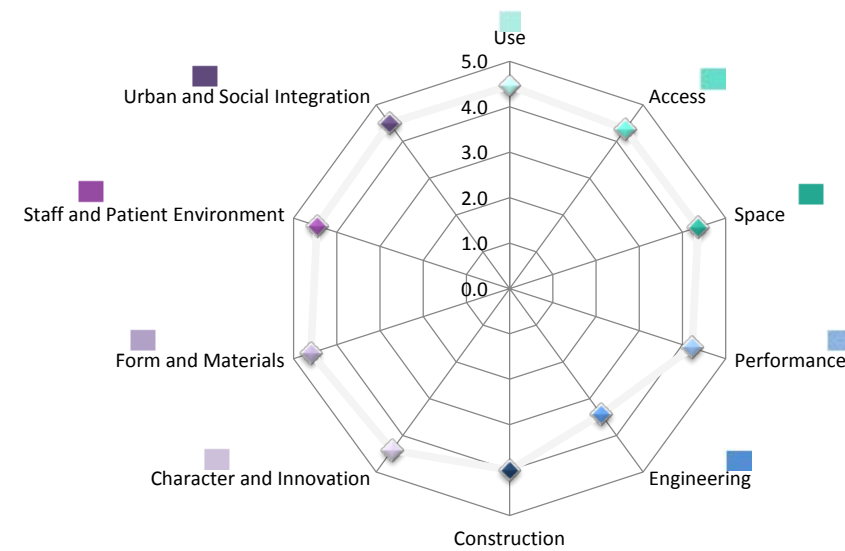 Use
5.0
Urban and Social Integration
Access
4.0
3.0
Staff and Patient Environment
2.0
Space
1.0
0.0
Form and Materials
Performance
Character and Innovation
Engineering
Construction